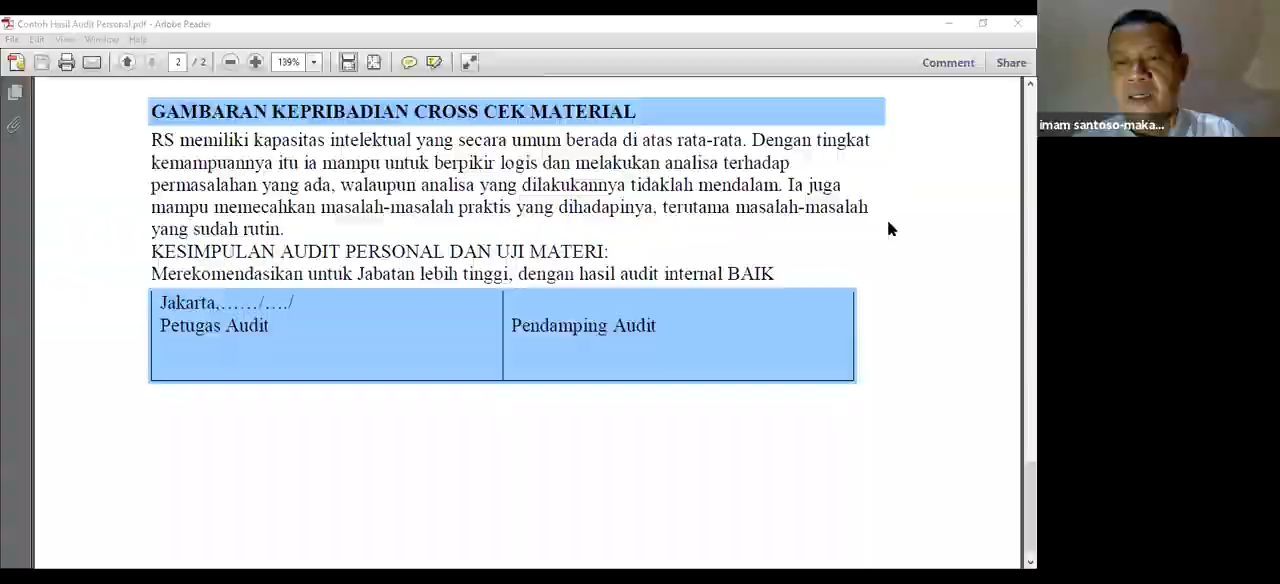 Contoh Hasil Audit Personal.pdf - Adobe Reader
File Edit View Window Help
2 / 2 139% Comment Share
GAMBARAN KEPRIBADIAN CROSS CEK MATERIAL
RS memiliki kapasitas intelektual yang secara umum berada di atas rata-rata. Dengan tingkat
kemampuannya itu ia mampu untuk berpikir logis dan melakukan analisa terhadap
permasalahan yang ada, walaupun analisa yang dilakukannya tidaklah mendalam. Ia juga
mampu memecahkan masalah-masalah praktis yang dihadapinya, terutama masalah-masalah
yang sudah rutin.
KESIMPULAN AUDIT PERSONAL DAN UJI MATERI:
Merekomendasikan untuk Jabatan lebih tinggi, dengan hasil audit internal BAIK
Jakarta,……/…./
Petugas Audit
Pendamping Audit
imam santoso-maka...